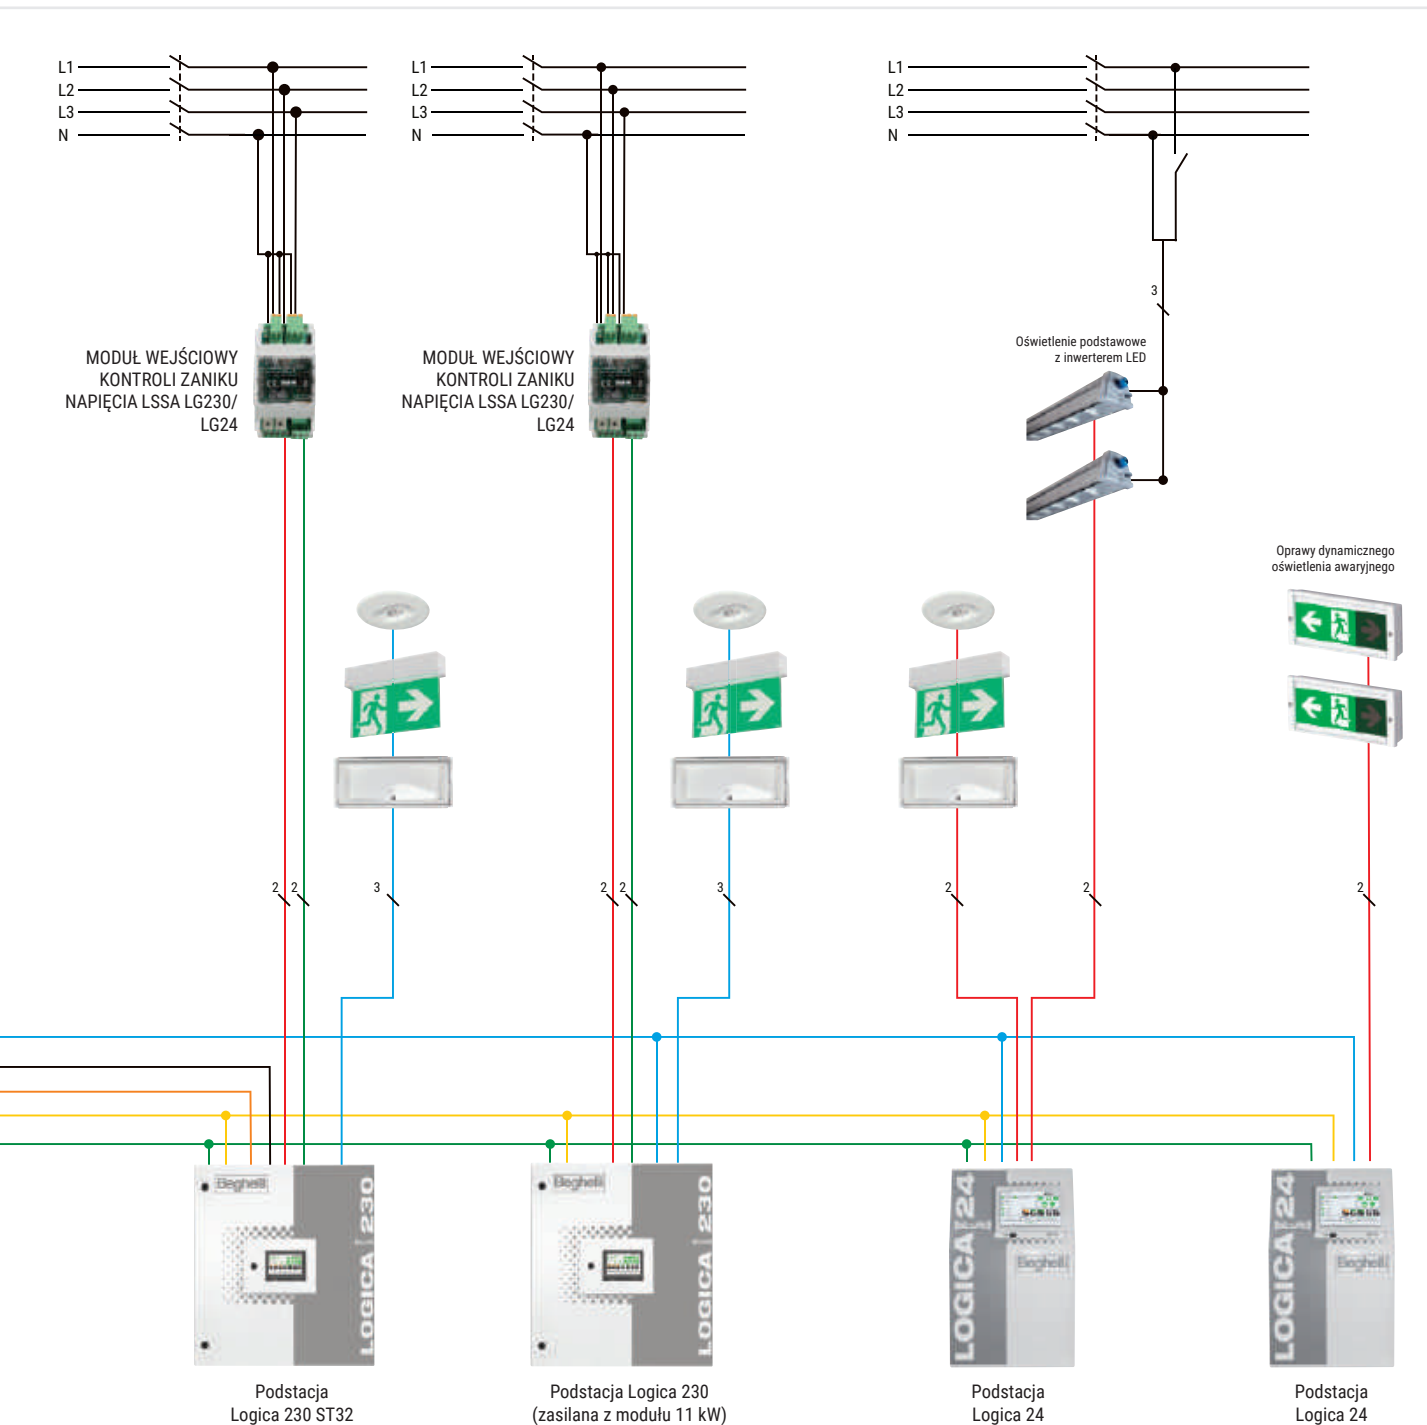 L1
L2
L3
N
L1
L2
L3
N
L1
L2
L3
N
3
Oświetlenie podstawowe
z inwerterem LED
MODUŁ WEJŚCIOWY
KONTROLI ZANIKU
NAPIĘCIA LSSA LG230/
LG24
MODUŁ WEJŚCIOWY
KONTROLI ZANIKU
NAPIĘCIA LSSA LG230/
LG24
Oprawy dynamicznego
oświetlenia awaryjnego
2
2
3
2
2
3
2
2
2
Beghelli
LOGICA 230
Beghelli
LOGICA 230
LOGICA 24
Beghelli
LOGICA 24
Beghelli
Podstacja
Logica 230 ST32
Podstacja Logica 230
(zasilana z modułu 11 kW)
Podstacja
Logica 24
Podstacja
Logica 24